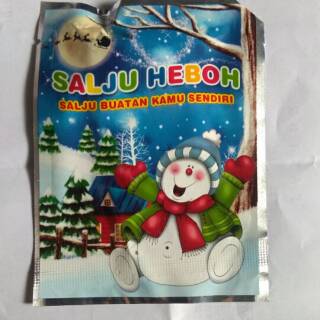 SALJU HEBOH
SALJU BUATAN KAMU SENDIRI